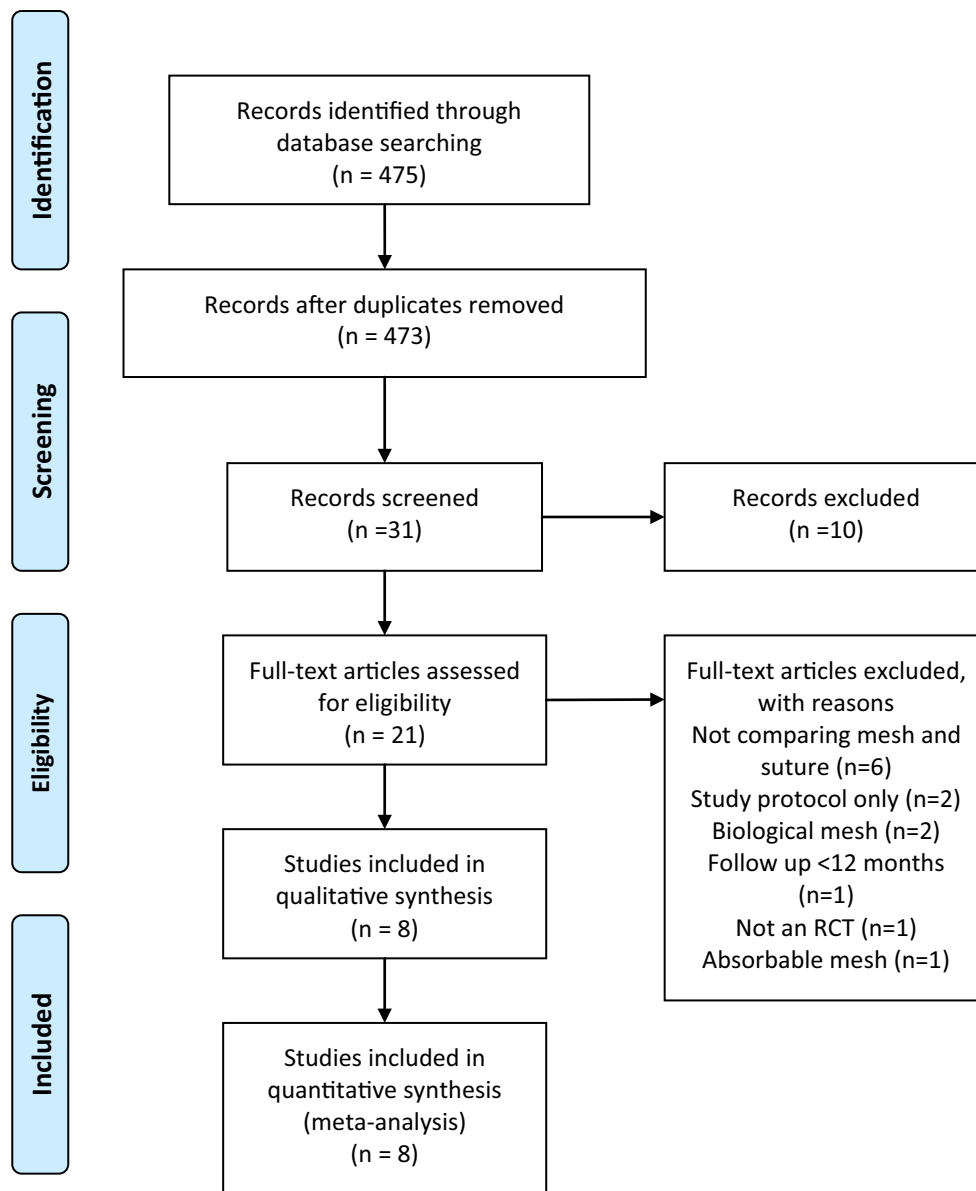 Identification
Records identified through
database searching
(n = 475)
Records after duplicates removed
(n = 473)
Screening
Records screened
(n =31)
Records excluded
(n =10)
Eligibility
Full-text articles assessed
for eligibility
(n = 21)
Full-text articles excluded,
with reasons
Not comparing mesh and
suture (n=6)
Study protocol only (n=2)
Biological mesh (n=2)
Follow up <12 months
(n=1)
Not an RCT (n=1)
Absorbable mesh (n=1)
Studies included in
qualitative synthesis
(n = 8)
Included
Studies included in
quantitative synthesis
(meta-analysis)
(n = 8)